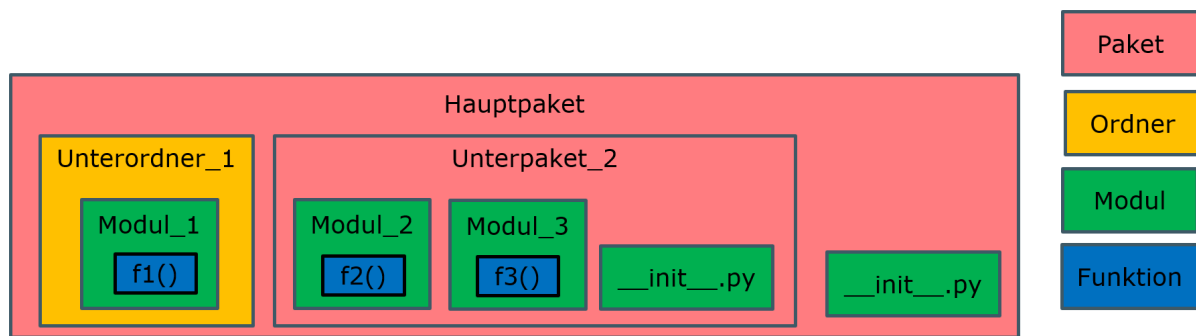 Paket
Hauptpaket
Ordner
Unterordner_1
Unterpaket_2
Modul
Modul_1
Modul_2
Modul_3
f1()
f2()
f3()
__init__.py
__init__.py
Funktion